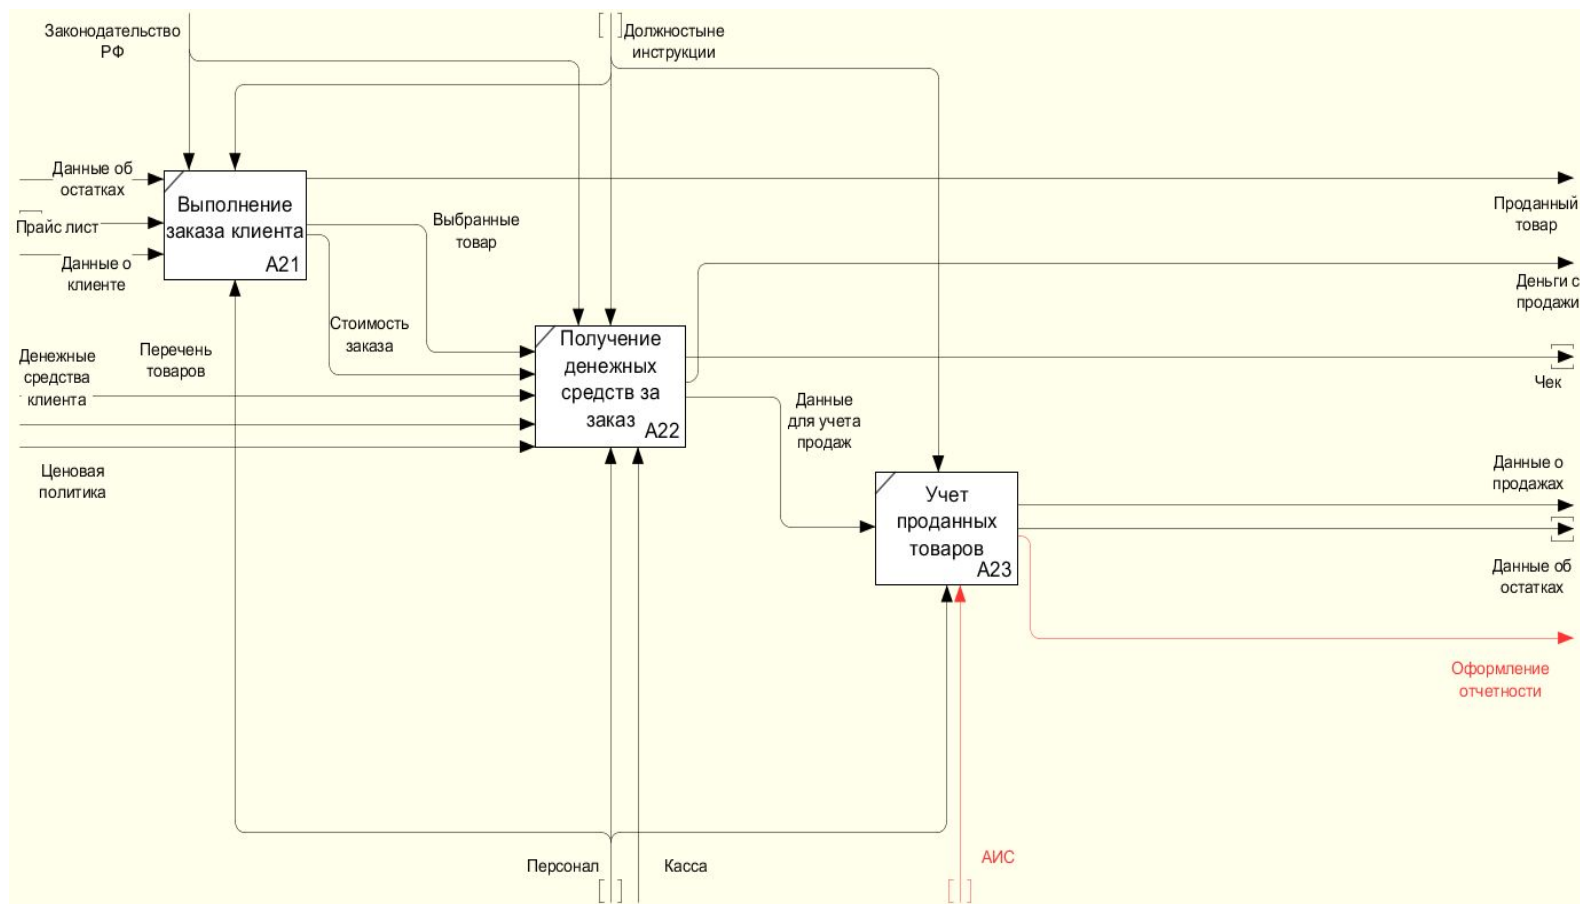 Законодательство
РФ
Должностыне
инструкции
Данные об
остатках
Прайс лист
Данные о
клиенте
Выполнение
заказа клиента
A21
Выбранные
товар
Проданный
товар
Деньги с
продажи
Стоимость
заказа
Перечень
товаров
Денежные
средства
клиента
Получение
денежных
средств за
заказ
A22
Чек
Данные
для учета
продаж
Ценовая
политика
Данные о
продажах
Учет
проданных
товаров
A23
Данные об
остатках
Оформление
отчетности
Персонал
Касса
АИС